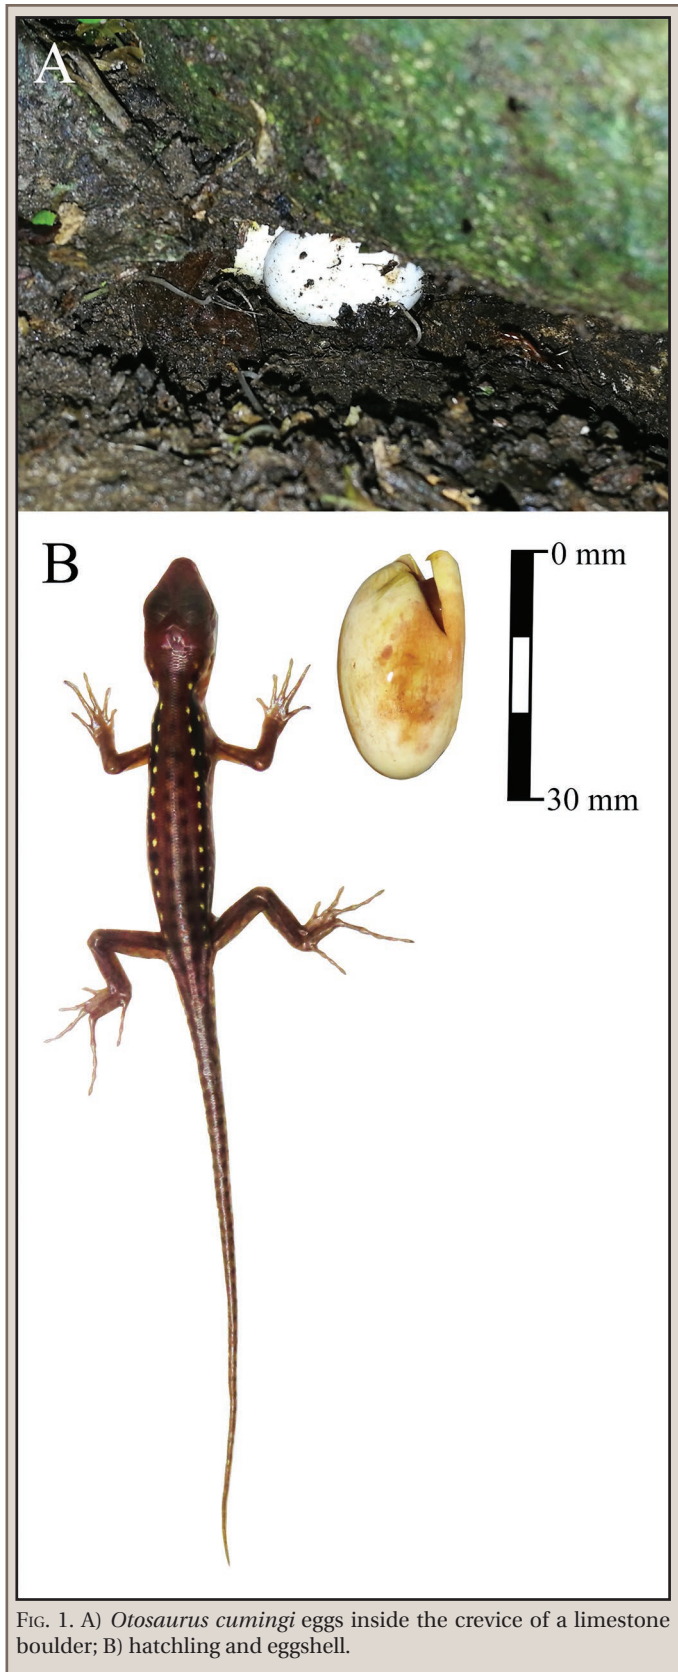 A
B
0 mm
30 mm
FIG. 1. A) Otosaurus cumingi eggs inside the crevice of a limestone
boulder; B) hatchling and eggshell.